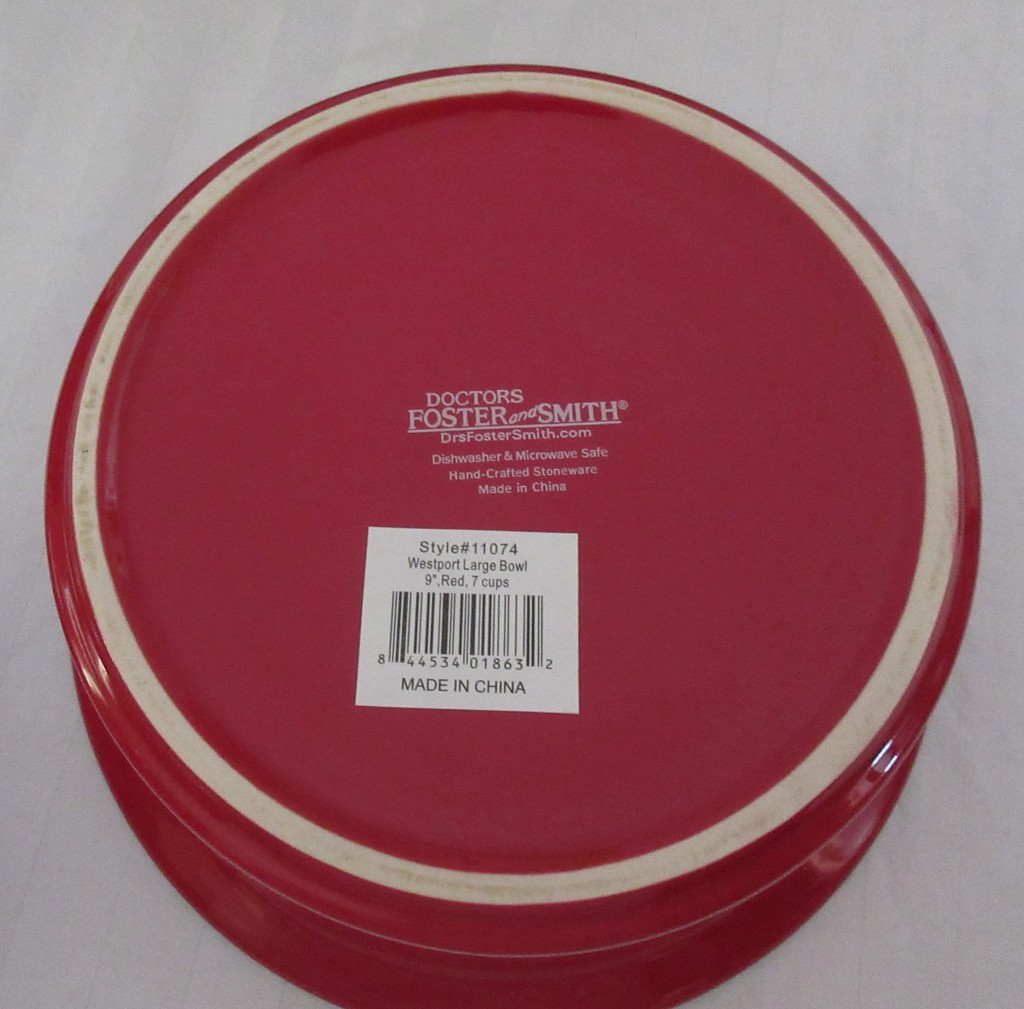 DOCTORS
FOSTER and SMITH®
DrsFosterSmith.com
Dishwasher & Microwave Safe
Hand-Crafted Stoneware
Made in China
Style#11074
Westport Large Bowl
9",Red, 7 cups
8 44534 01863 2
MADE IN CHINA